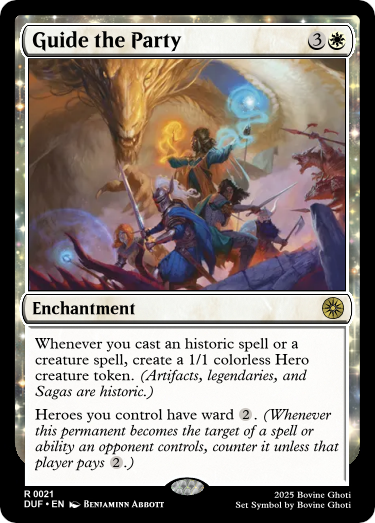 Guide the Party 3
Enchantment
Whenever you cast an historic spell or a
creature spell, create a 1/1 colorless Hero
creature token. (Artifacts, legendaries, and
Sagas are historic.)
Heroes you control have ward 2. (Whenever
this permanent becomes the target of a spell or
ability an opponent controls, counter it unless that
player pays 2.)
R 0021
DUF • EN Benjaminn Abbott
2025 Bovine Ghoti
Set Symbol by Bovine Ghoti